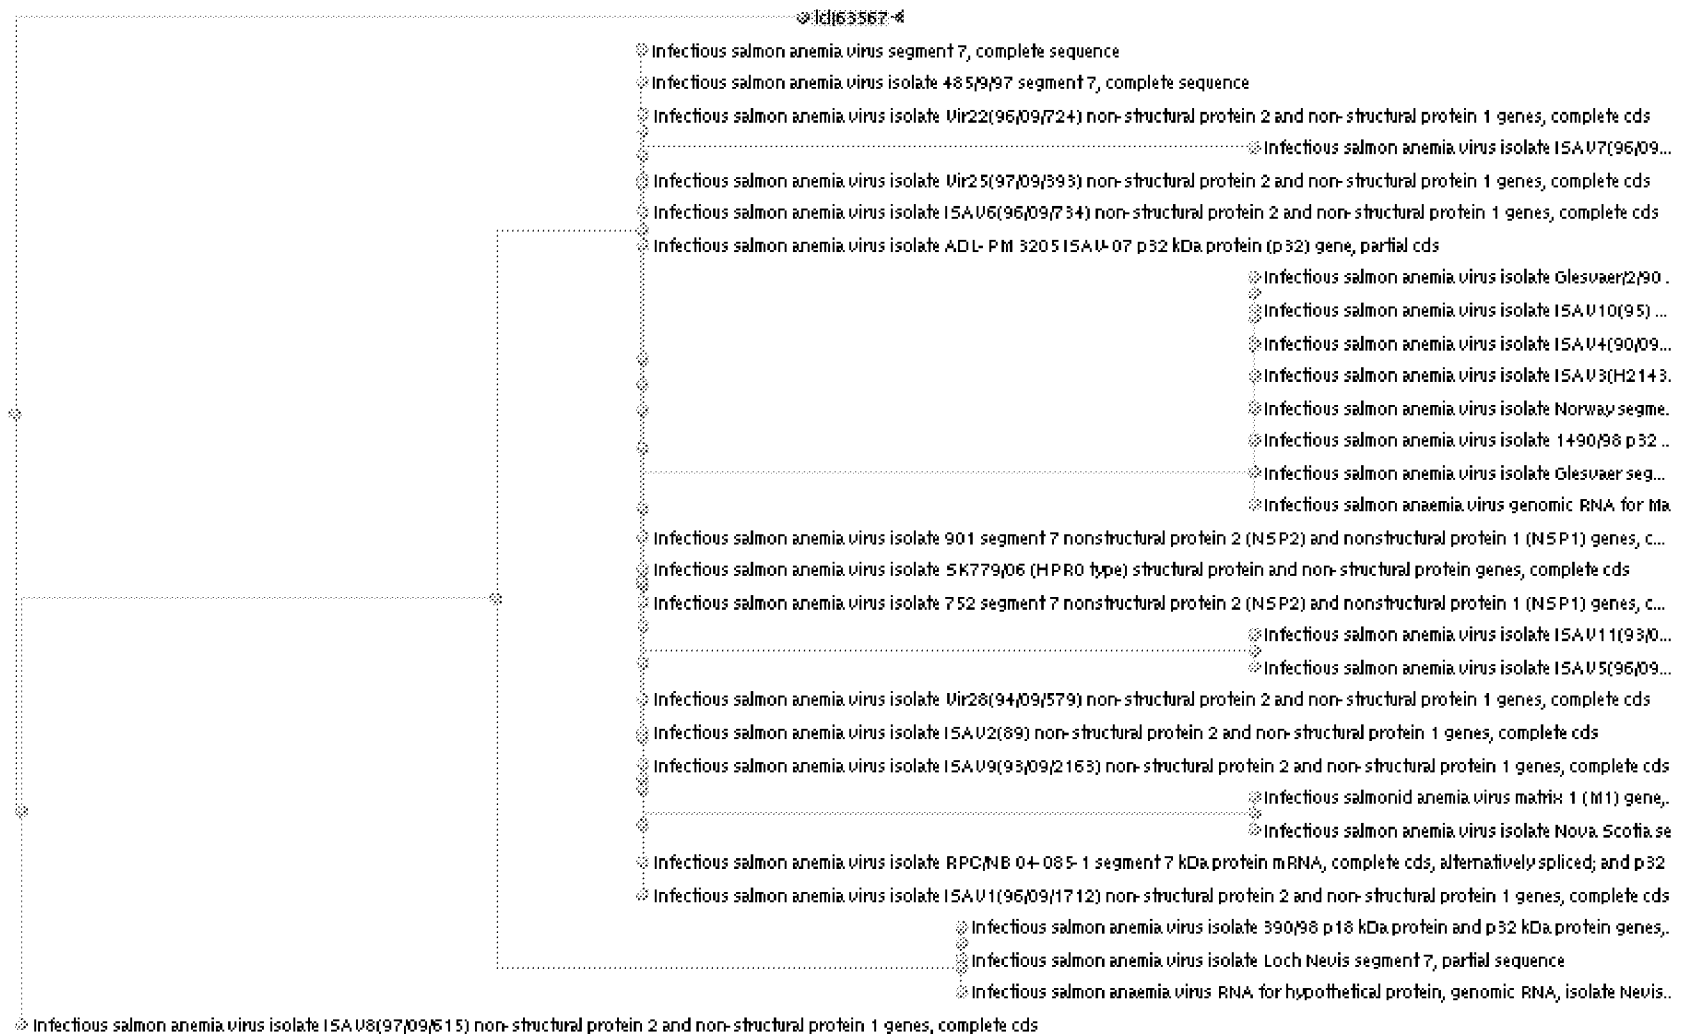 lcl|63567
Infectious salmon anemia virus segment 7, complete sequence
Infectious salmon anemia virus isolate 485/9/97 segment 7, complete sequence
Infectious salmon anemia virus isolate Vir22(96/09/724) non-structural protein 2 and non-structural protein 1 genes, complete cds
Infectious salmon anemia virus isolate ISAV7(96/09...
Infectious salmon anemia virus isolate Vir25(97/09/393) non-structural protein 2 and non-structural protein 1 genes, complete cds
Infectious salmon anemia virus isolate ISAV6(96/09/734) non-structural protein 2 and non-structural protein 1 genes, complete cds
Infectious salmon anemia virus isolate ADL-PM 3205 ISAV-07 p32 kDa protein (p32) gene, partial cds
Infectious salmon anemia virus isolate Glesvaer/2/90 .
Infectious salmon anemia virus isolate ISAV10(95) ...
Infectious salmon anemia virus isolate ISAV4(90/09...
Infectious salmon anemia virus isolate ISAV3(H2143.
Infectious salmon anemia virus isolate Norway segme.
Infectious salmon anemia virus isolate 1490/98 p32 ..
Infectious salmon anemia virus isolate Glesvaer seg...
Infectious salmon anaemia virus genomic RNA for Ma
Infectious salmon anemia virus isolate 901 segment 7 nonstructural protein 2 (NSP2) and nonstructural protein 1 (NSP1) genes, c...
Infectious salmon anemia virus isolate SK779/06 (HPR0 type) structural protein and non-structural protein genes, complete cds
Infectious salmon anemia virus isolate 752 segment 7 nonstructural protein 2 (NSP2) and nonstructural protein 1 (NSP1) genes, c...
Infectious salmon anemia virus isolate ISAV11(93/0...
Infectious salmon anemia virus isolate ISAV5(96/09...
Infectious salmon anemia virus isolate Vir28(94/09/579) non-structural protein 2 and non-structural protein 1 genes, complete cds
Infectious salmon anemia virus isolate ISAV2(89) non-structural protein 2 and non-structural protein 1 genes, complete cds
Infectious salmon anemia virus isolate ISAV9(93/09/2163) non-structural protein 2 and non-structural protein 1 genes, complete cds
Infectious salmonid anemia virus matrix 1 (M1) gene,.
Infectious salmon anemia virus isolate Nova Scotia se
Infectious salmon anemia virus isolate RPC/NB 04-085-1 segment 7 kDa protein mRNA, complete cds, alternatively spliced; and p32
Infectious salmon anemia virus isolate ISAV1(96/09/1712) non-structural protein 2 and non-structural protein 1 genes, complete cds
Infectious salmon anemia virus isolate 390/98 p18 kDa protein and p32 kDa protein genes,.
Infectious salmon anemia virus isolate Loch Nevis segment 7, partial sequence
Infectious salmon anaemia virus RNA for hypothetical protein, genomic RNA, isolate Nevis..
Infectious salmon anemia virus isolate ISAV8(97/09/615) non-structural protein 2 and non-structural protein 1 genes, complete cds